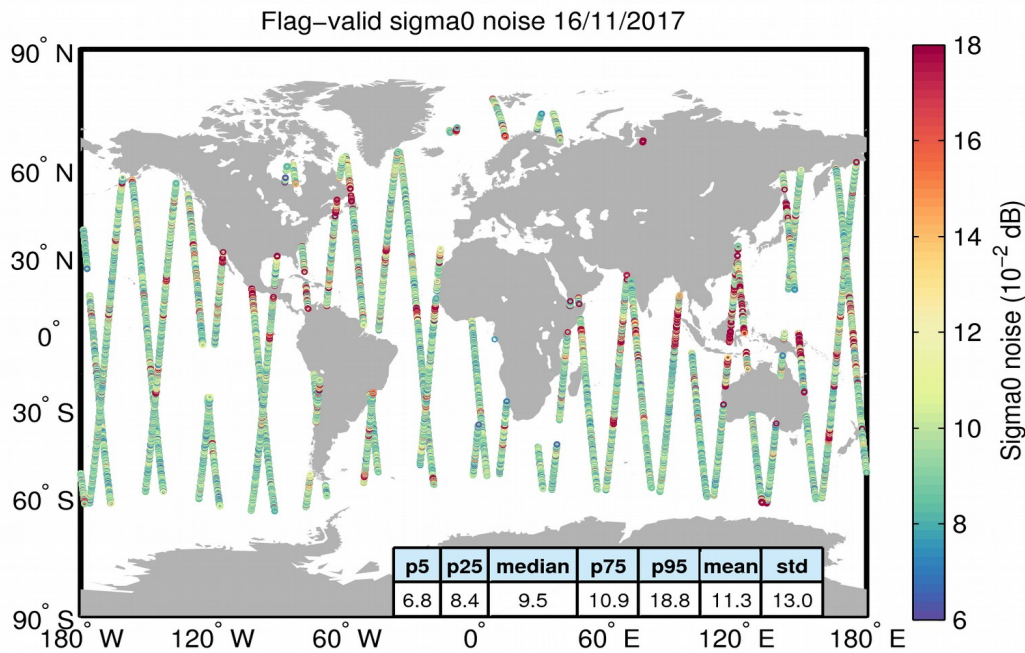 Flag−valid sigma0 noise 16/11/2017
90° N
60° N
30° N
0°
30° S
60° S
90° S
180° W
120° W
60° W
0°
60° E
120° E
180° E
p5 p25 median p75 p95 mean std
6.8 8.4 9.5 10.9 18.8 11.3 13.0
18
16
14
12
10
8
6
Sigma0 noise (10⁻² dB)